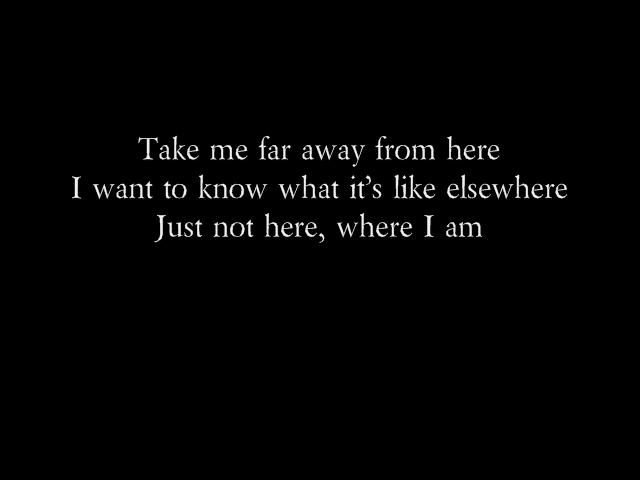 Take me far away from here
I want to know what it's like elsewhere
Just not here, where I am